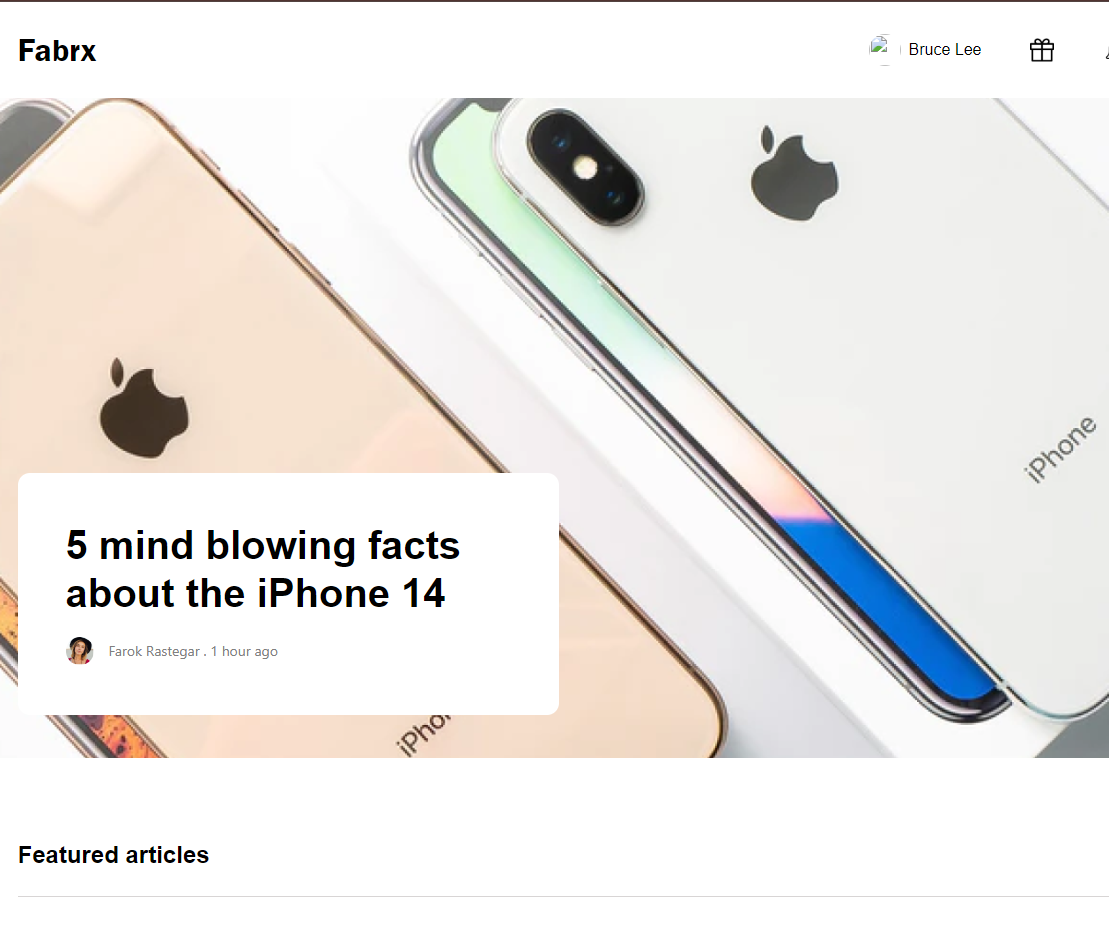 Fabrx
Bruce Lee
iPhone
5 mind blowing facts
about the iPhone 14
Farok Rastegar . 1 hour ago
iPho
Featured articles